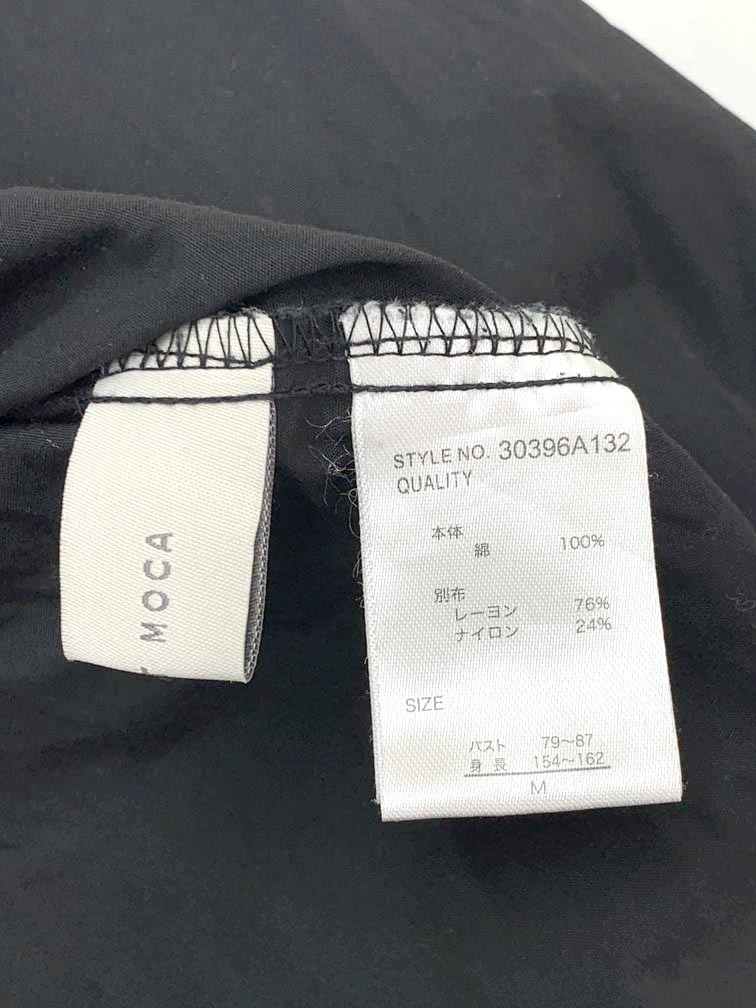 MOCA
STYLE NO. 30396A132
QUALITY
本体
綿 100%
別布
レーヨン 76%
ナイロン 24%
SIZE
バスト 79～87
身長 154～162
M